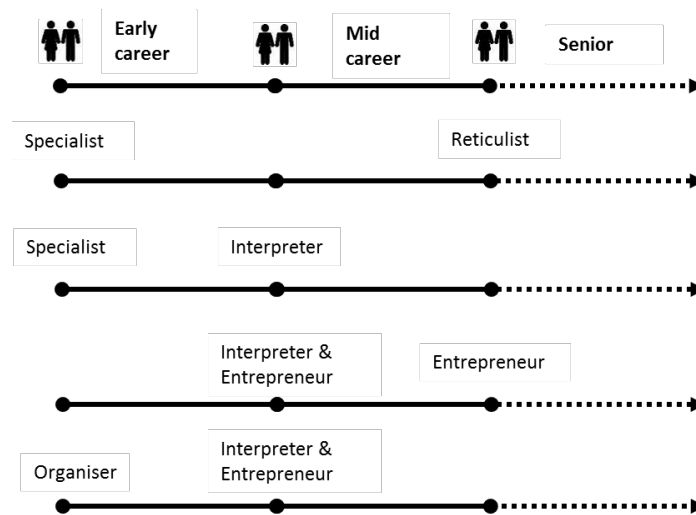 Early
career
Mid
career
Senior
Specialist
Reticulist
Specialist
Interpreter
Interpreter &
Entrepreneur
Entrepreneur
Organiser
Interpreter &
Entrepreneur